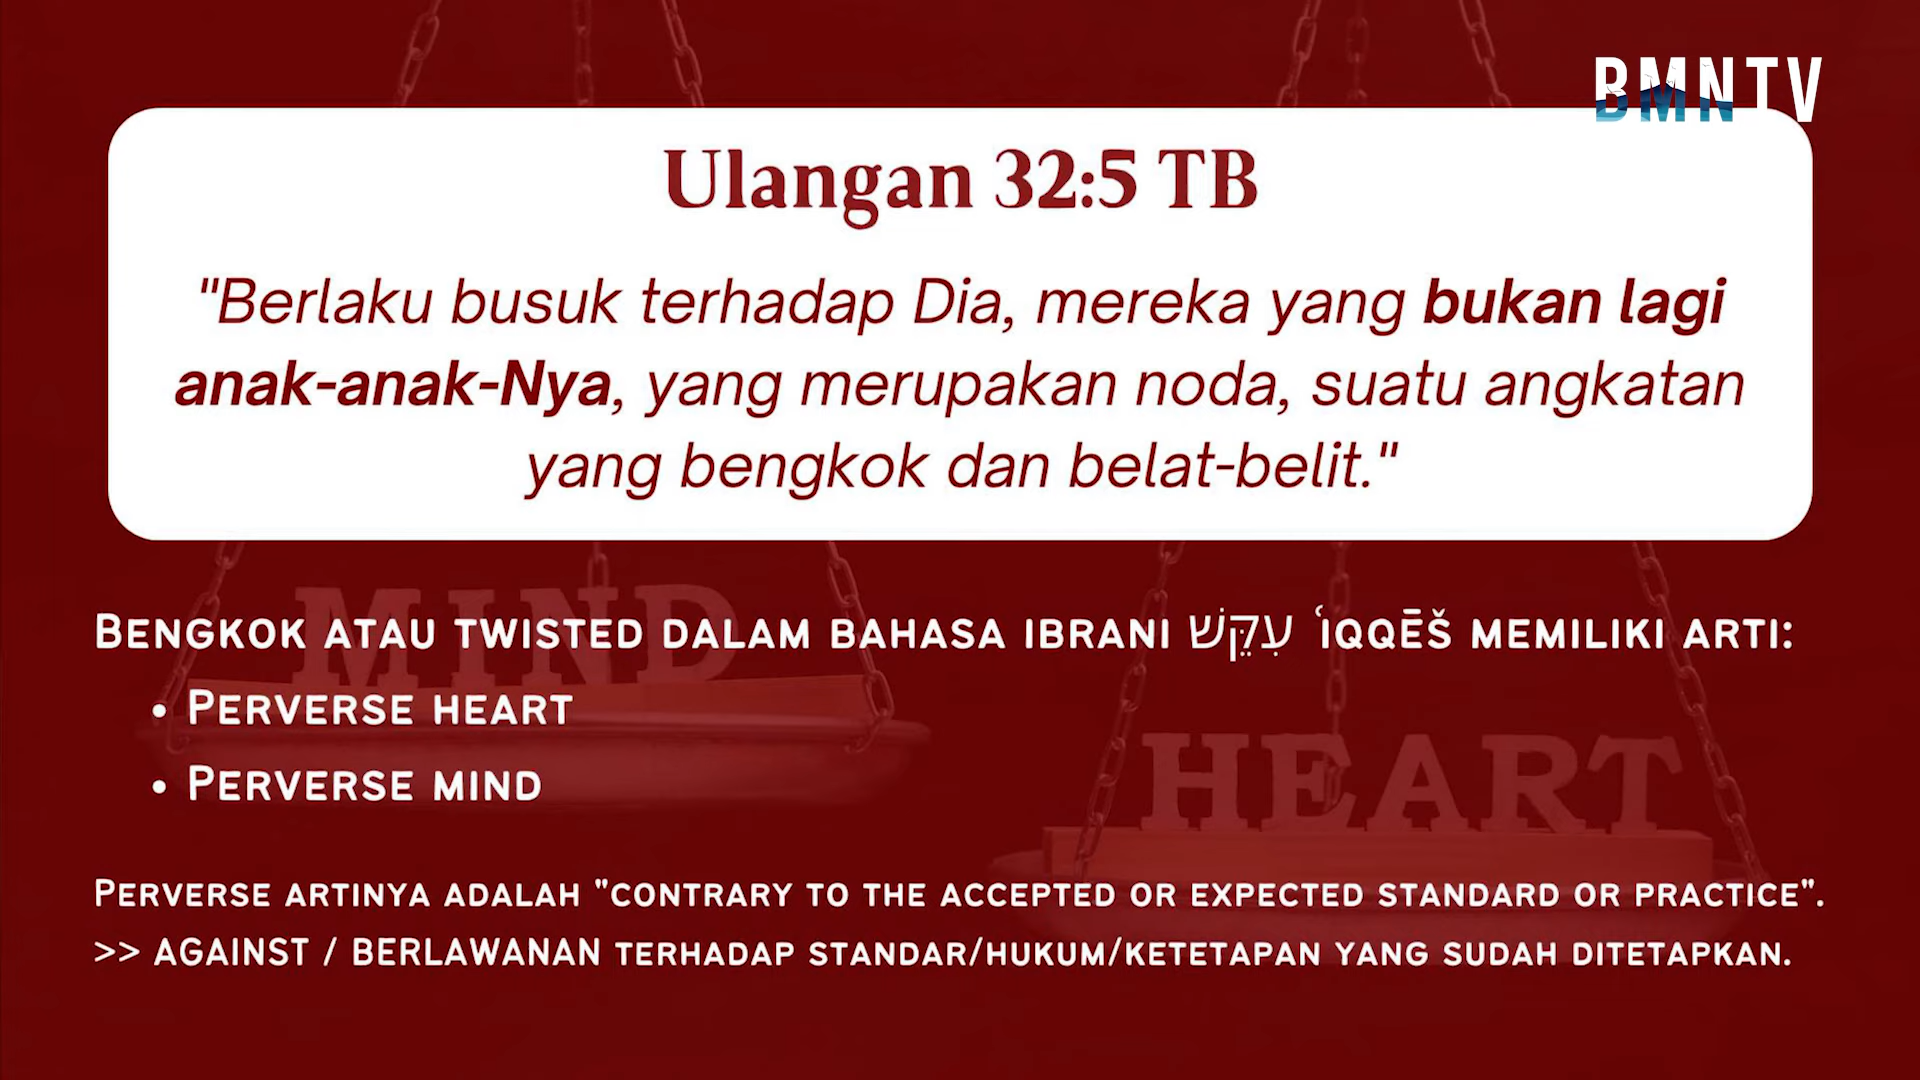 BMNTV
Ulangan 32:5 TB
"Berlaku busuk terhadap Dia, mereka yang bukan lagi
anak-anak-Nya, yang merupakan noda, suatu angkatan
yang bengkok dan belat-belit."
MIND
BENGKOK ATAU TWISTED DALAM BAHASA IBRANI עִקֵּשׁ ʿIQQĒŠ MEMILIKI ARTI:
• PERVERSE HEART
HEART
• PERVERSE MIND
PERVERSE ARTINYA ADALAH "CONTRARY TO THE ACCEPTED OR EXPECTED STANDARD OR PRACTICE".
>> AGAINST / BERLAWANAN TERHADAP STANDAR/HUKUM/KETETAPAN YANG SUDAH DITETAPKAN.